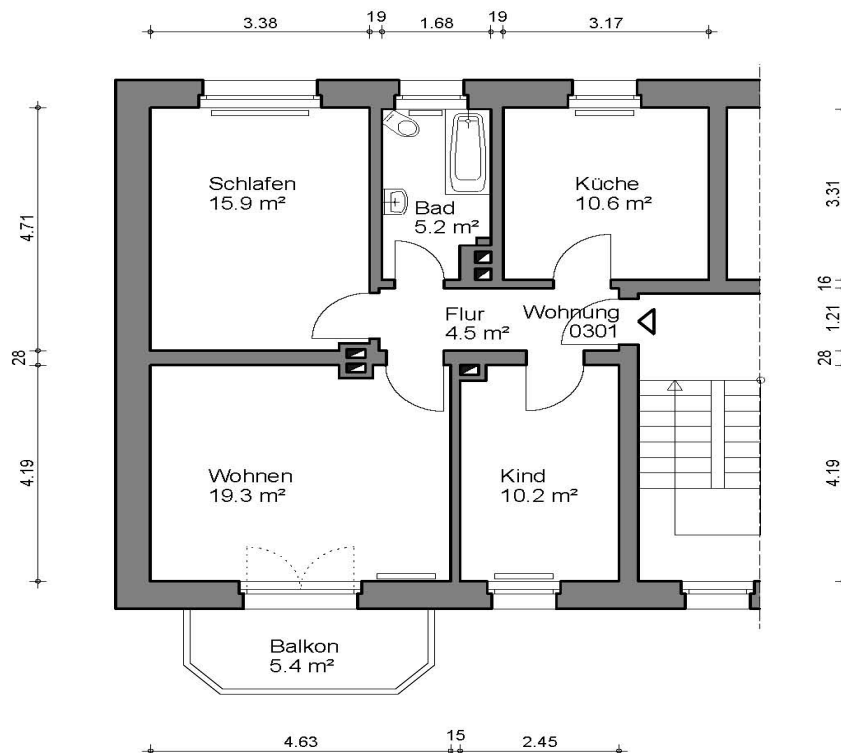 3.38 19 1.68 19 3.17
Schlafen
15.9 m²
Bad
5.2 m²
Küche
10.6 m²
4.71
28
4.19
3.31
16
1.21
28
4.19
Flur
4.5 m²
Wohnung
0301
Wohnen
19.3 m²
Kind
10.2 m²
Balkon
5.4 m²
4.63 15 2.45